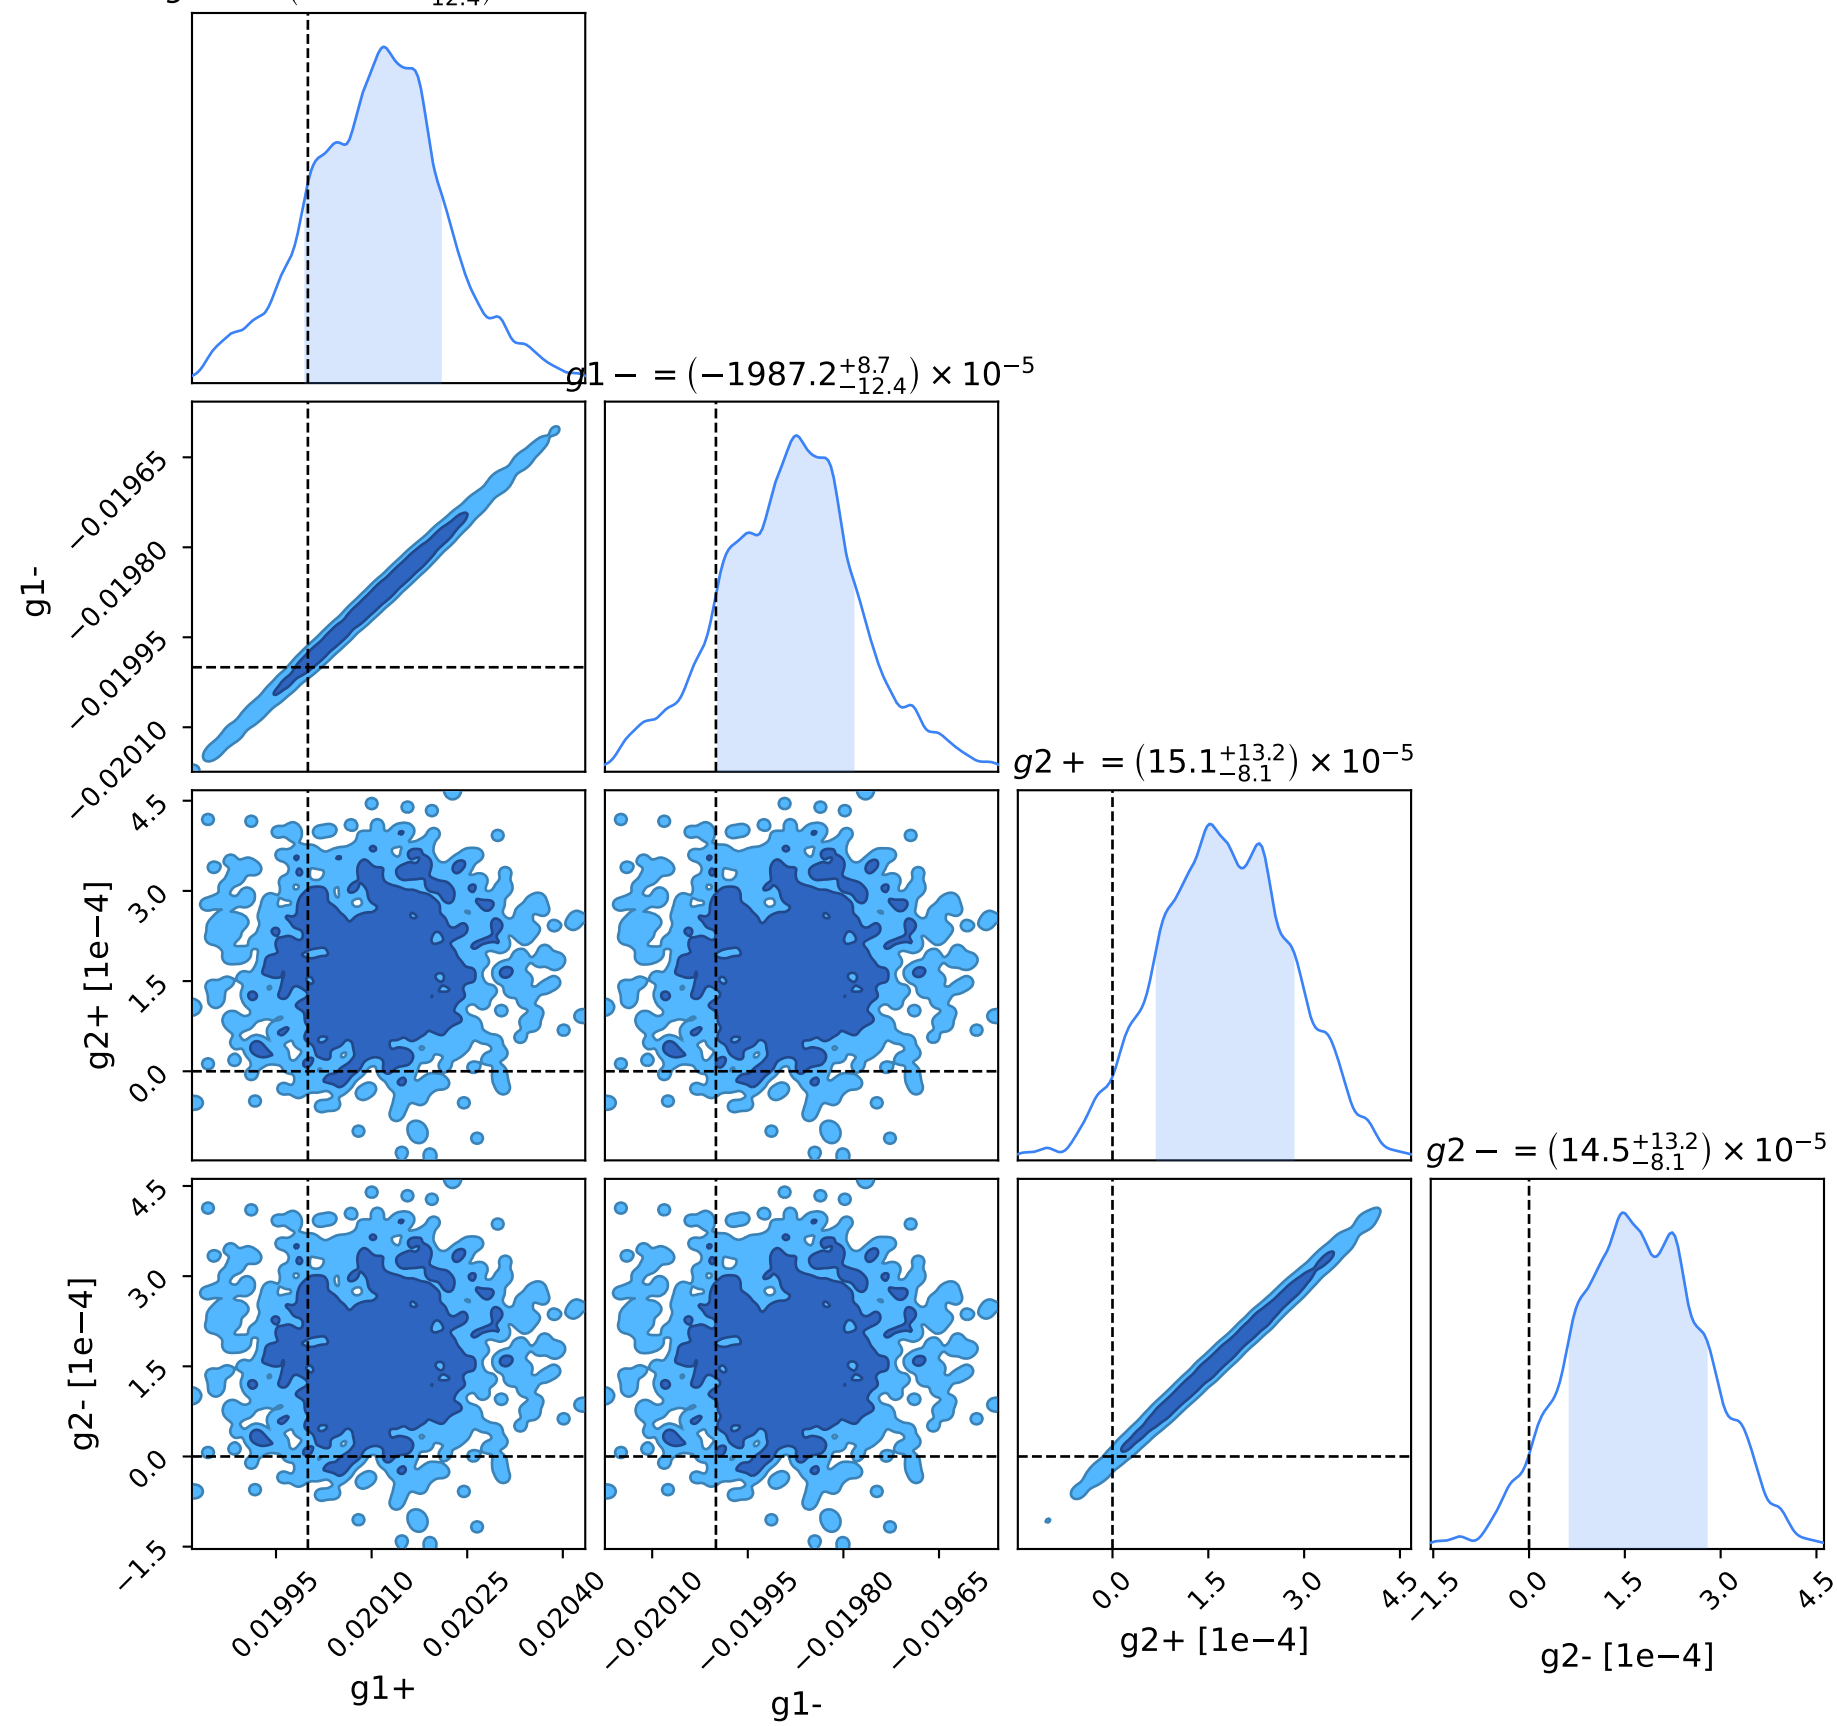 g1− = (−1987.2 +8.7 −12.4) × 10−5
−0.01965
−0.01980
−0.01995
−0.02010
g1-
g2+ = (15.1 +13.2 −8.1) × 10−5
4.5
3.0
1.5
0.0
g2+ [1e−4]
g2− = (14.5 +13.2 −8.1) × 10−5
4.5
3.0
1.5
0.0
−1.5
g2- [1e−4]
0.01995 0.02010 0.02025 0.02040
−0.02010 −0.01995 −0.01980 −0.01965
0.0 1.5 3.0 4.5
−1.5 0.0 1.5 3.0 4.5
g1+
g1-
g2+ [1e−4]
g2- [1e−4]